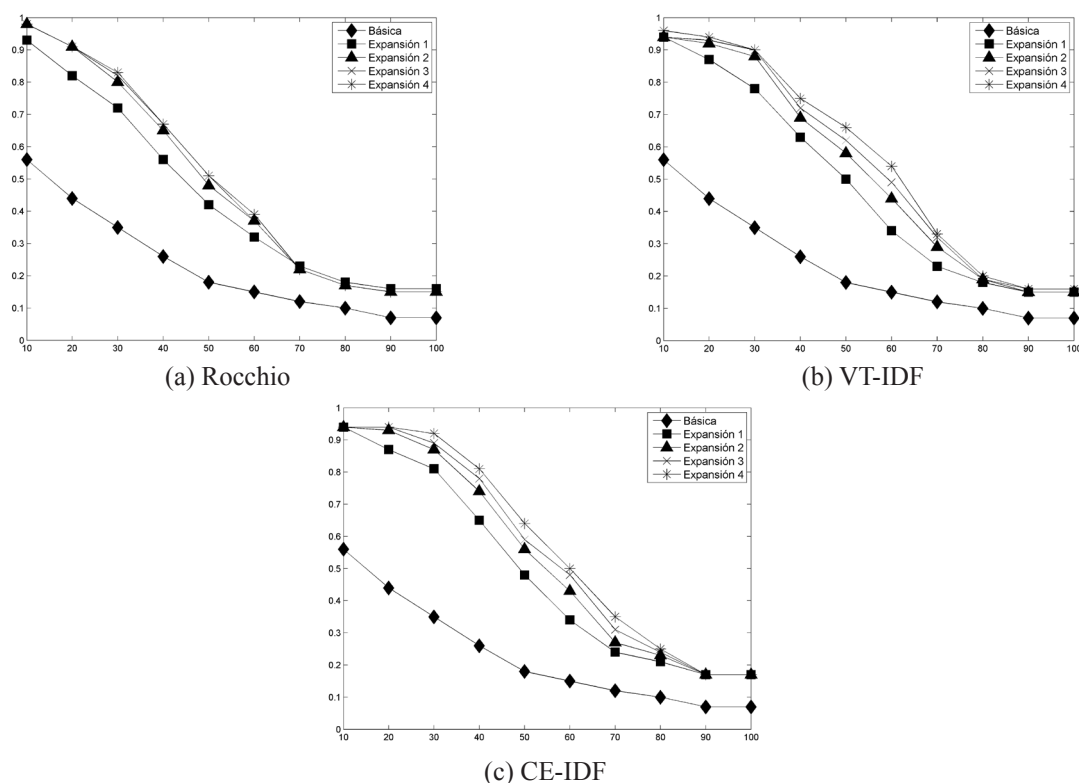 1
0.9
0.8
0.7
0.6
0.5
0.4
0.3
0.2
0.1
0
10 20 30 40 50 60 70 80 90 100
Básica
Expansión 1
Expansión 2
Expansión 3
Expansión 4
(a) Rocchio
1
0.9
0.8
0.7
0.6
0.5
0.4
0.3
0.2
0.1
0
10 20 30 40 50 60 70 80 90 100
Básica
Expansión 1
Expansión 2
Expansión 3
Expansión 4
(b) VT-IDF
1
0.9
0.8
0.7
0.6
0.5
0.4
0.3
0.2
0.1
0
10 20 30 40 50 60 70 80 90 100
Básica
Expansión 1
Expansión 2
Expansión 3
Expansión 4
(c) CE-IDF